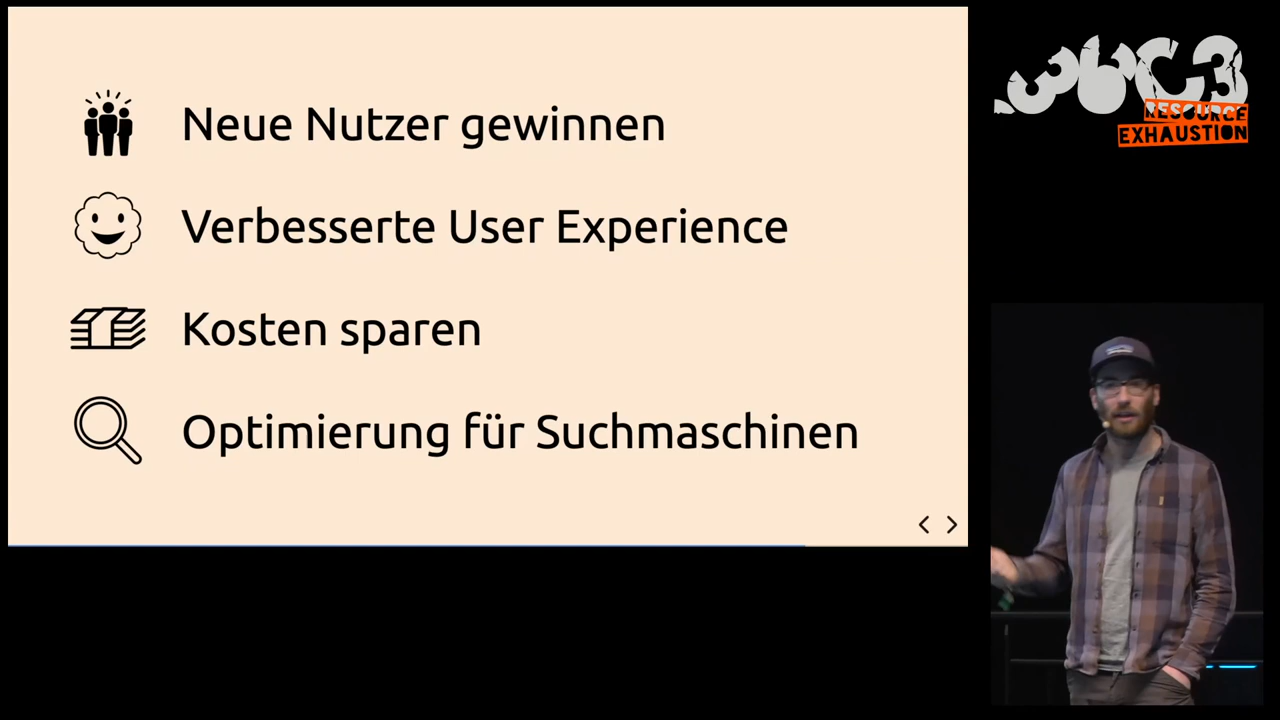 Neue Nutzer gewinnen
Verbesserte User Experience
Kosten sparen
Optimierung für Suchmaschinen
36C3
RESOURCE
EXHAUSTION